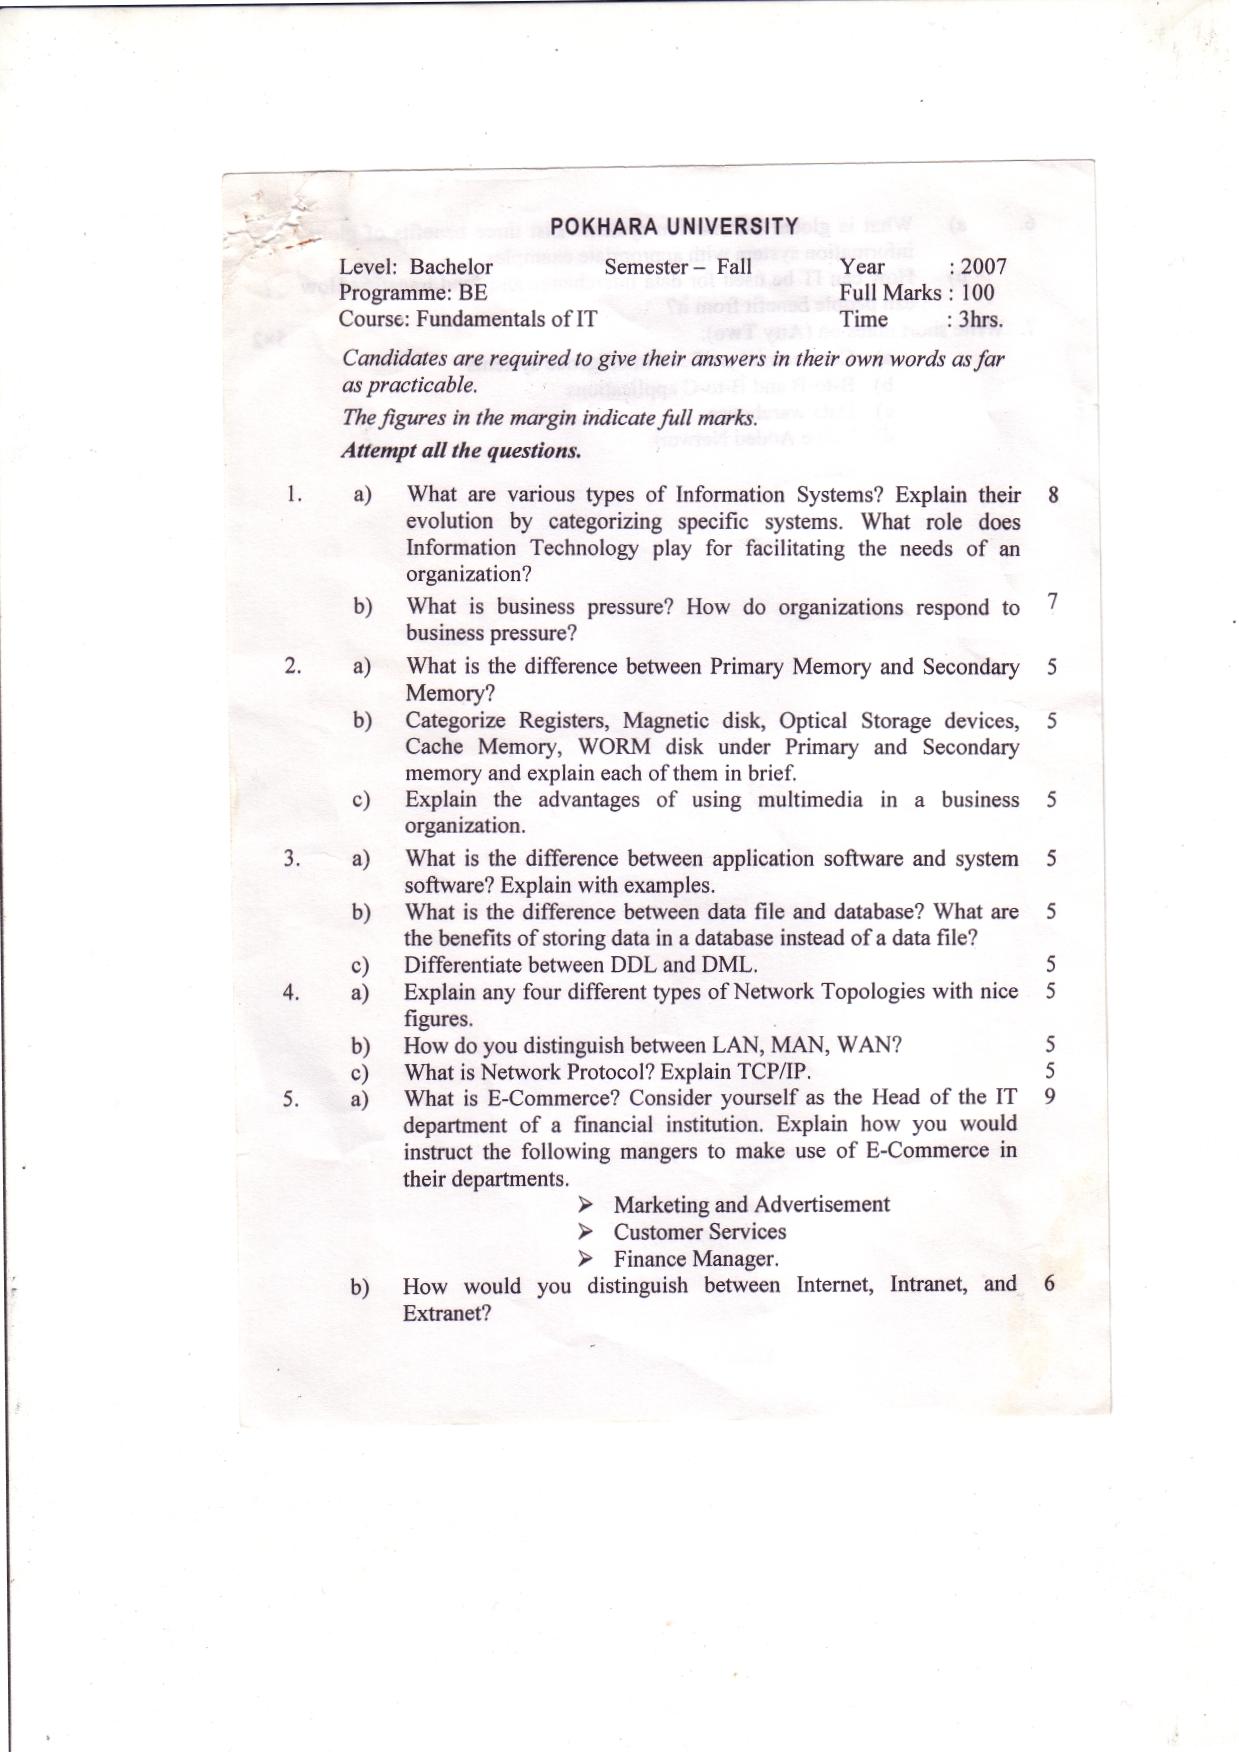 POKHARA UNIVERSITY
Level: Bachelor Semester – Fall Year : 2007
Programme: BE Full Marks : 100
Course: Fundamentals of IT Time : 3hrs.
Candidates are required to give their answers in their own words as far
as practicable.
The figures in the margin indicate full marks.
Attempt all the questions.
1. a) What are various types of Information Systems? Explain their 8
evolution by categorizing specific systems. What role does
Information Technology play for facilitating the needs of an
organization?
b) What is business pressure? How do organizations respond to 7
business pressure?
2. a) What is the difference between Primary Memory and Secondary 5
Memory?
b) Categorize Registers, Magnetic disk, Optical Storage devices, 5
Cache Memory, WORM disk under Primary and Secondary
memory and explain each of them in brief.
c) Explain the advantages of using multimedia in a business 5
organization.
3. a) What is the difference between application software and system 5
software? Explain with examples.
b) What is the difference between data file and database? What are 5
the benefits of storing data in a database instead of a data file?
c) Differentiate between DDL and DML. 5
4. a) Explain any four different types of Network Topologies with nice 5
figures.
b) How do you distinguish between LAN, MAN, WAN? 5
c) What is Network Protocol? Explain TCP/IP. 5
5. a) What is E-Commerce? Consider yourself as the Head of the IT 9
department of a financial institution. Explain how you would
instruct the following mangers to make use of E-Commerce in
their departments.
➢ Marketing and Advertisement
➢ Customer Services
➢ Finance Manager.
b) How would you distinguish between Internet, Intranet, and 6
Extranet?